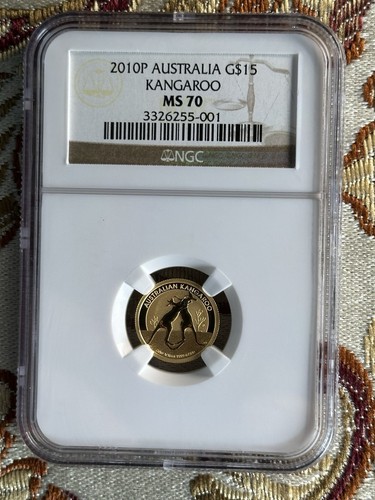 2010P AUSTRALIA G$15
KANGAROO
MS 70
3326255-001
NGC
AUSTRALIAN KANGAROO